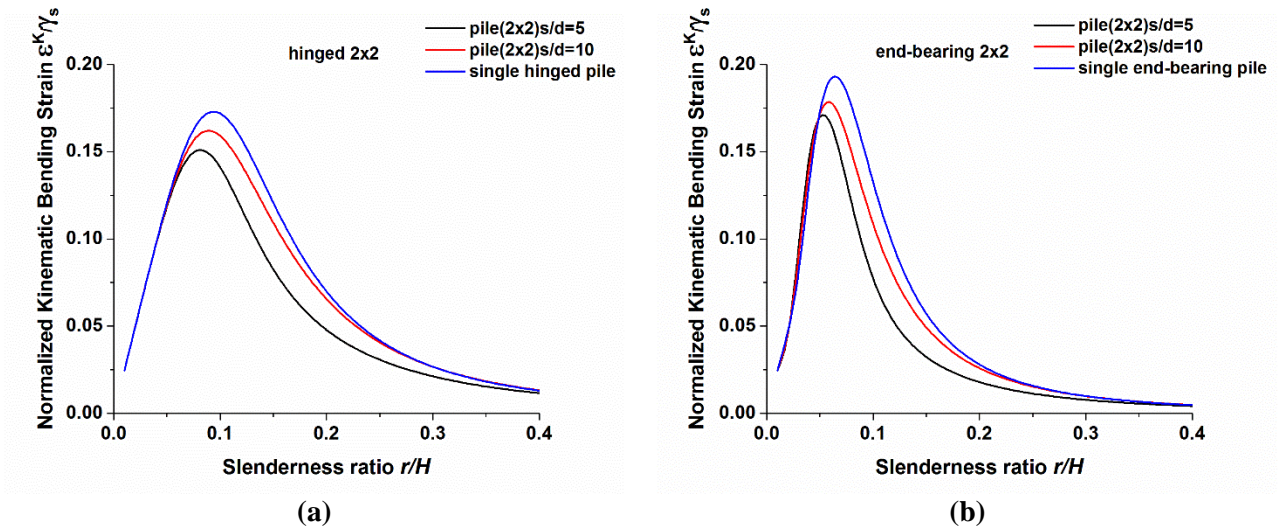 pile(2x2)s/d=5
pile(2x2)s/d=10
single hinged pile
hinged 2x2
Normalized Kinematic Bending Strain εᴷ/γₛ
0.20
0.15
0.10
0.05
0.00
0.0 0.1 0.2 0.3 0.4
Slenderness ratio r/H
(a)
pile(2x2)s/d=5
pile(2x2)s/d=10
single end-bearing pile
end-bearing 2x2
Normalized Kinematic Bending Strain εᴷ/γₛ
0.20
0.15
0.10
0.05
0.00
0.0 0.1 0.2 0.3 0.4
Slenderness ratio r/H
(b)